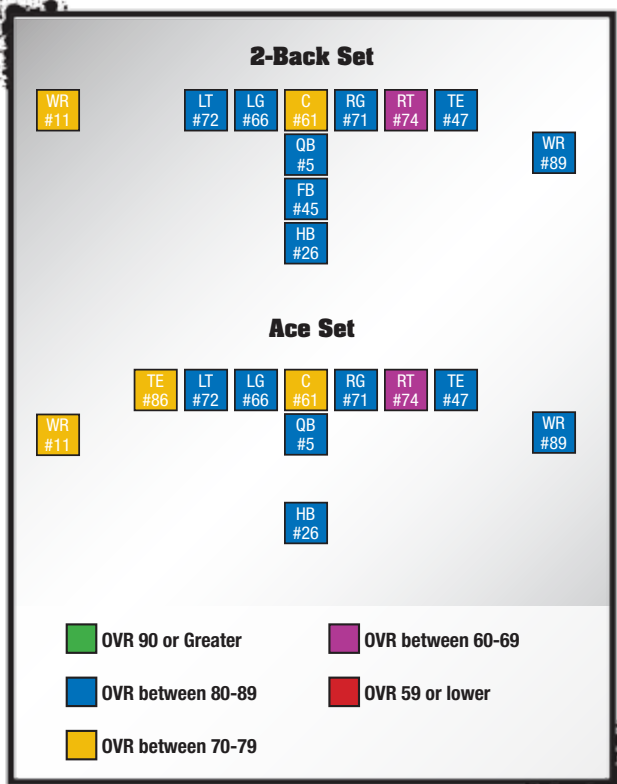 2-Back Set
WR LT LG C RG RT TE
#11 #72 #66 #61 #71 #74 #47
QB WR
#5 #89
FB
#45
HB
#26
Ace Set
TE LT LG C RG RT TE
#86 #72 #66 #61 #71 #74 #47
WR QB WR
#11 #5 #89
HB
#26
OVR 90 or Greater
OVR between 60-69
OVR between 80-89
OVR 59 or lower
OVR between 70-79